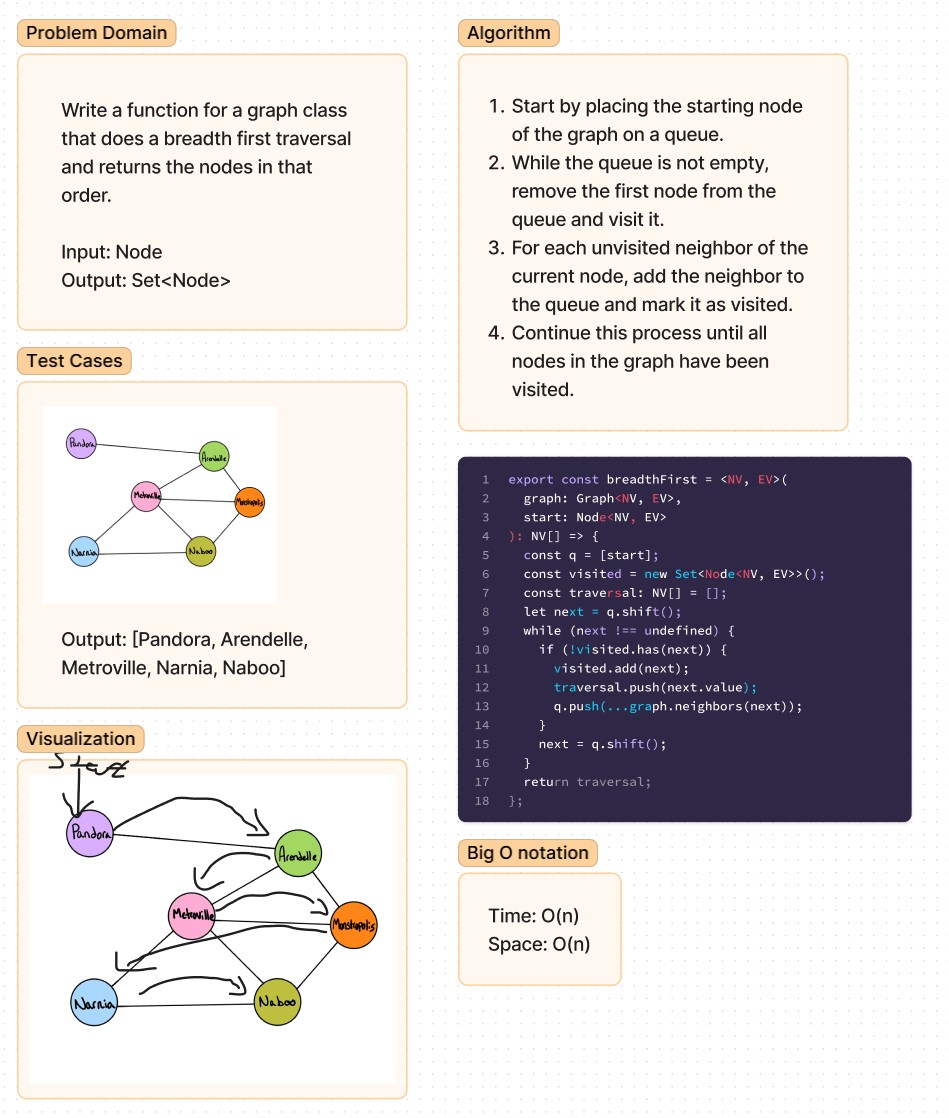 Problem Domain
Write a function for a graph class
that does a breadth first traversal
and returns the nodes in that
order.
Input: Node
Output: Set<Node>
Test Cases
Pandora
Arendelle
Metroville
Monstropolis
Narnia
Naboo
Output: [Pandora, Arendelle,
Metroville, Narnia, Naboo]
Visualization
Start
Pandora
Arendelle
Metroville
Monstropolis
Narnia
Naboo
Algorithm
1. Start by placing the starting node
of the graph on a queue.
2. While the queue is not empty,
remove the first node from the
queue and visit it.
3. For each unvisited neighbor of the
current node, add the neighbor to
the queue and mark it as visited.
4. Continue this process until all
nodes in the graph have been
visited.
1 export const breadthFirst = <NV, EV>(
2 graph: Graph<NV, EV>,
3 start: Node<NV, EV>
4 ): NV[] => {
5 const q = [start];
6 const visited = new Set<Node<NV, EV>>();
7 const traversal: NV[] = [];
8 let next = q.shift();
9 while (next !== undefined) {
10 if (!visited.has(next)) {
11 visited.add(next);
12 traversal.push(next.value);
13 q.push(...graph.neighbors(next));
14 }
15 next = q.shift();
16 }
17 return traversal;
18 };
Big O notation
Time: O(n)
Space: O(n)